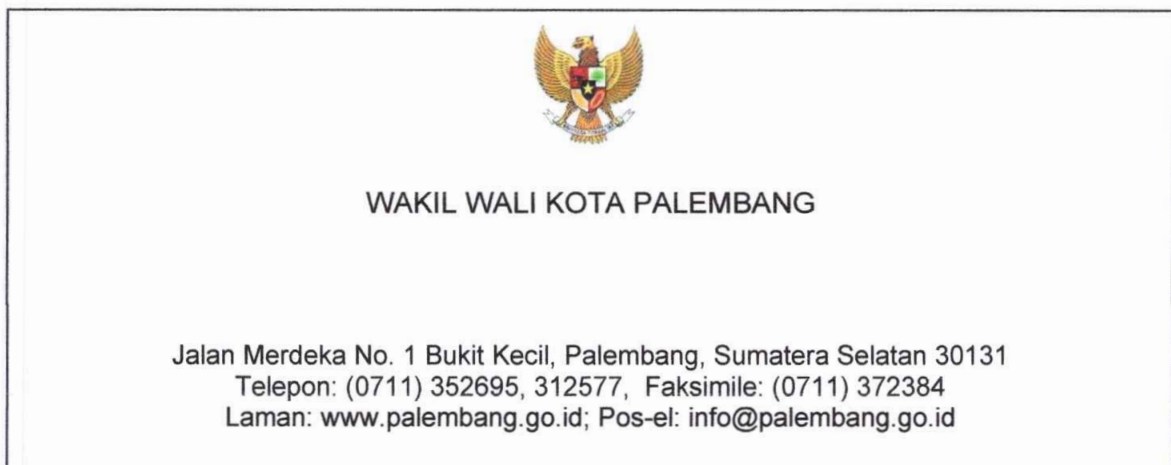 WAKIL WALI KOTA PALEMBANG
Jalan Merdeka No. 1 Bukit Kecil, Palembang, Sumatera Selatan 30131
Telepon: (0711) 352695, 312577, Faksimile: (0711) 372384
Laman: www.palembang.go.id; Pos-el: info@palembang.go.id